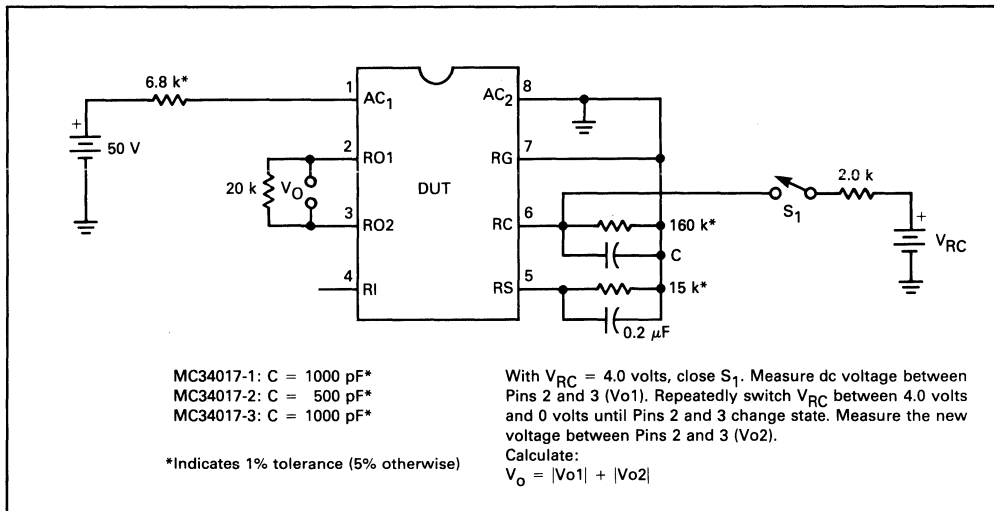 6.8 k*
+
50 V
1
AC1
2
RO1
20 k
VO
3
RO2
4
RI
DUT
8
AC2
7
RG
6
RC
5
RS
160 k*
C
15 k*
0.2 μF
S1
2.0 k
+
VRC
MC34017-1: C = 1000 pF*
MC34017-2: C = 500 pF*
MC34017-3: C = 1000 pF*
*Indicates 1% tolerance (5% otherwise)
With VRC = 4.0 volts, close S1. Measure dc voltage between
Pins 2 and 3 (Vo1). Repeatedly switch VRC between 4.0 volts
and 0 volts until Pins 2 and 3 change state. Measure the new
voltage between Pins 2 and 3 (Vo2).
Calculate:
Vo = |Vo1| + |Vo2|